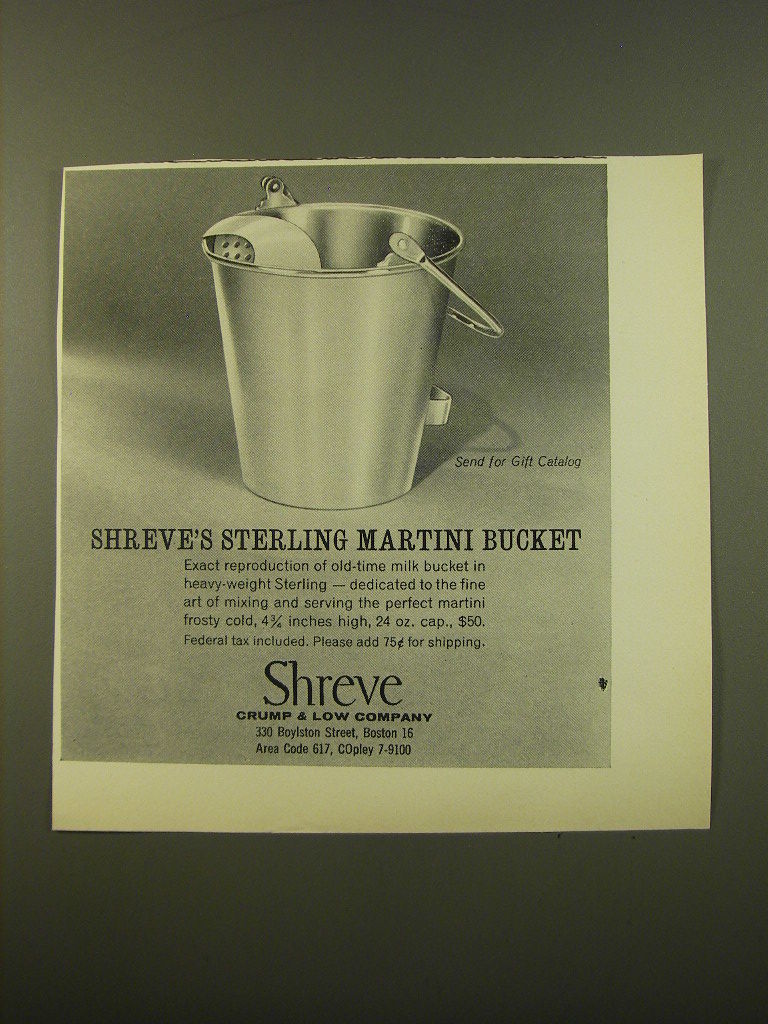 Send for Gift Catalog
SHREVE'S STERLING MARTINI BUCKET
Exact reproduction of old-time milk bucket in
heavy-weight Sterling — dedicated to the fine
art of mixing and serving the perfect martini
frosty cold, 4¾ inches high, 24 oz. cap., $50.
Federal tax included. Please add 75¢ for shipping.
Shreve
CRUMP & LOW COMPANY
330 Boylston Street, Boston 16
Area Code 617, COpley 7-9100